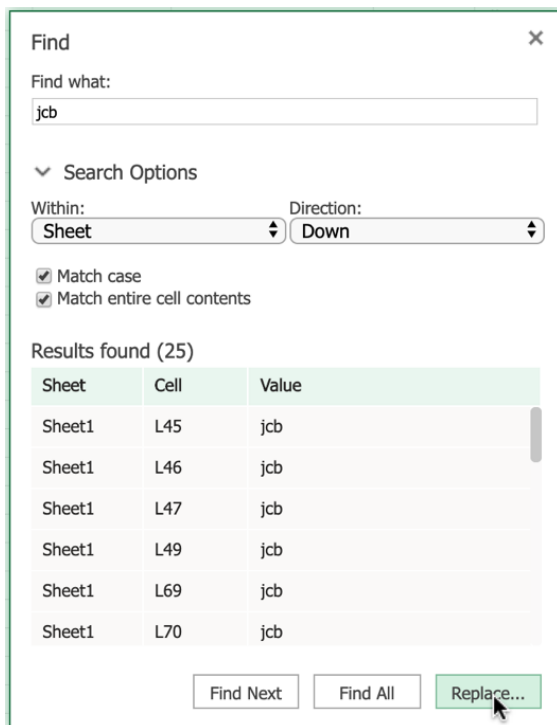 Find
Find what:
jcb
Search Options
Within: Direction:
Sheet Down
Match case
Match entire cell contents
Results found (25)
Sheet Cell Value
Sheet1 L45 jcb
Sheet1 L46 jcb
Sheet1 L47 jcb
Sheet1 L49 jcb
Sheet1 L69 jcb
Sheet1 L70 jcb
Find Next Find All Replace...